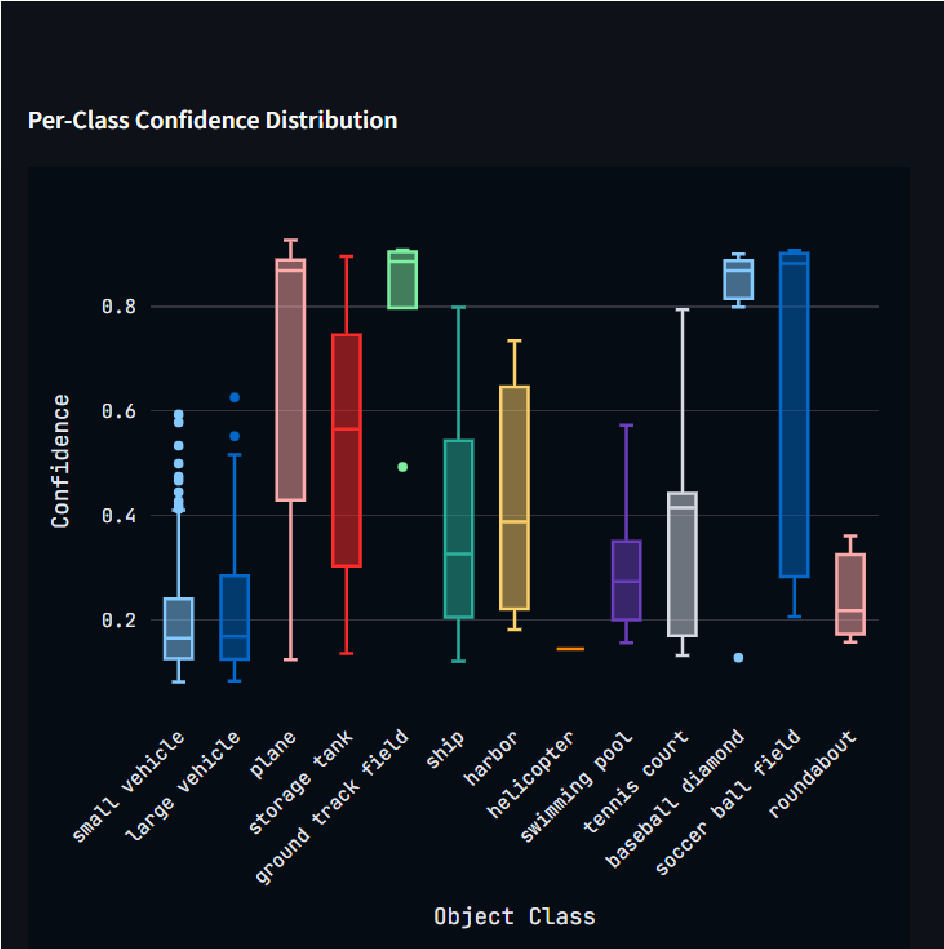 Per-Class Confidence Distribution
0.8
0.6
0.4
0.2
Confidence
small vehicle
large vehicle
plane
storage tank
ground track field
ship
harbor
helicopter
swimming pool
tennis court
baseball diamond
soccer ball field
roundabout
Object Class